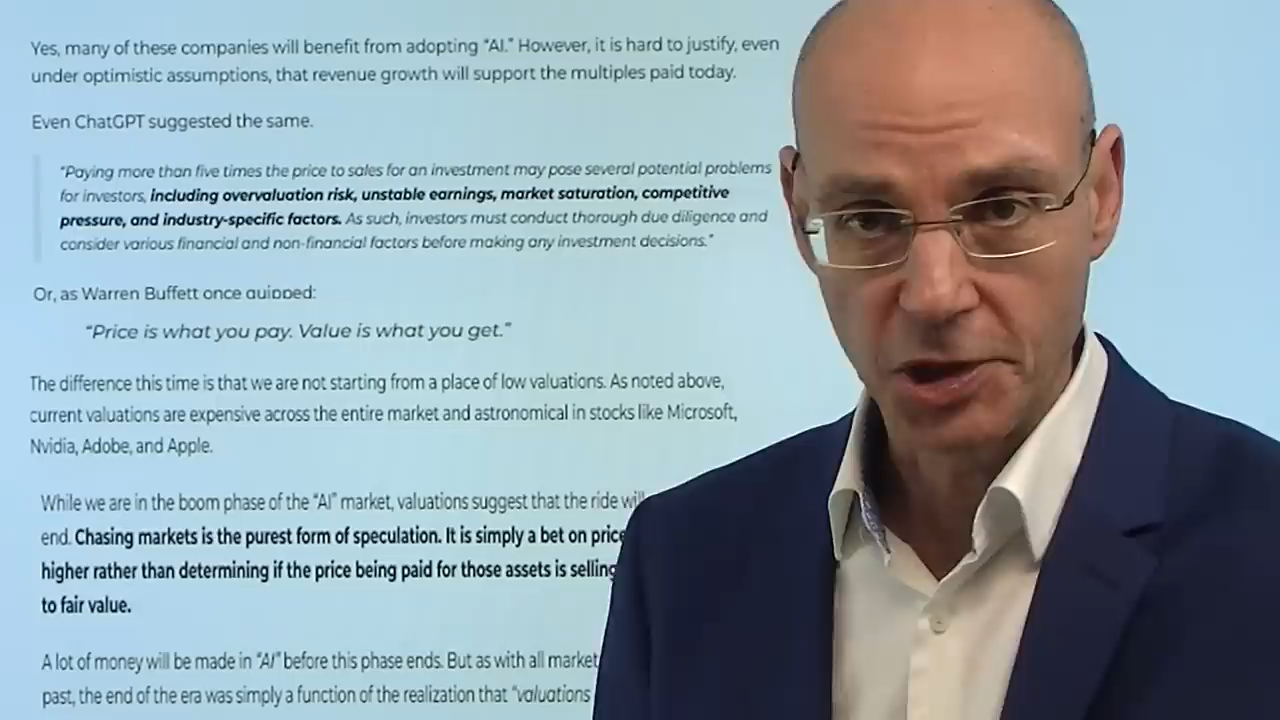 Yes, many of these companies will benefit from adopting “AI.” However, it is hard to justify, even
under optimistic assumptions, that revenue growth will support the multiples paid today.
Even ChatGPT suggested the same.
“Paying more than five times the price to sales for an investment may pose several potential problems
for investors, including overvaluation risk, unstable earnings, market saturation, competitive
pressure, and industry-specific factors. As such, investors must conduct thorough due diligence and
consider various financial and non-financial factors before making any investment decisions.”
Or, as Warren Buffett once quipped:
“Price is what you pay. Value is what you get.”
The difference this time is that we are not starting from a place of low valuations. As noted above,
current valuations are expensive across the entire market and astronomical in stocks like Microsoft,
Nvidia, Adobe, and Apple.
While we are in the boom phase of the “AI” market, valuations suggest that the ride will
end. Chasing markets is the purest form of speculation. It is simply a bet on price
higher rather than determining if the price being paid for those assets is selling
to fair value.
A lot of money will be made in “AI” before this phase ends. But as with all market
past, the end of the era was simply a function of the realization that “valuations